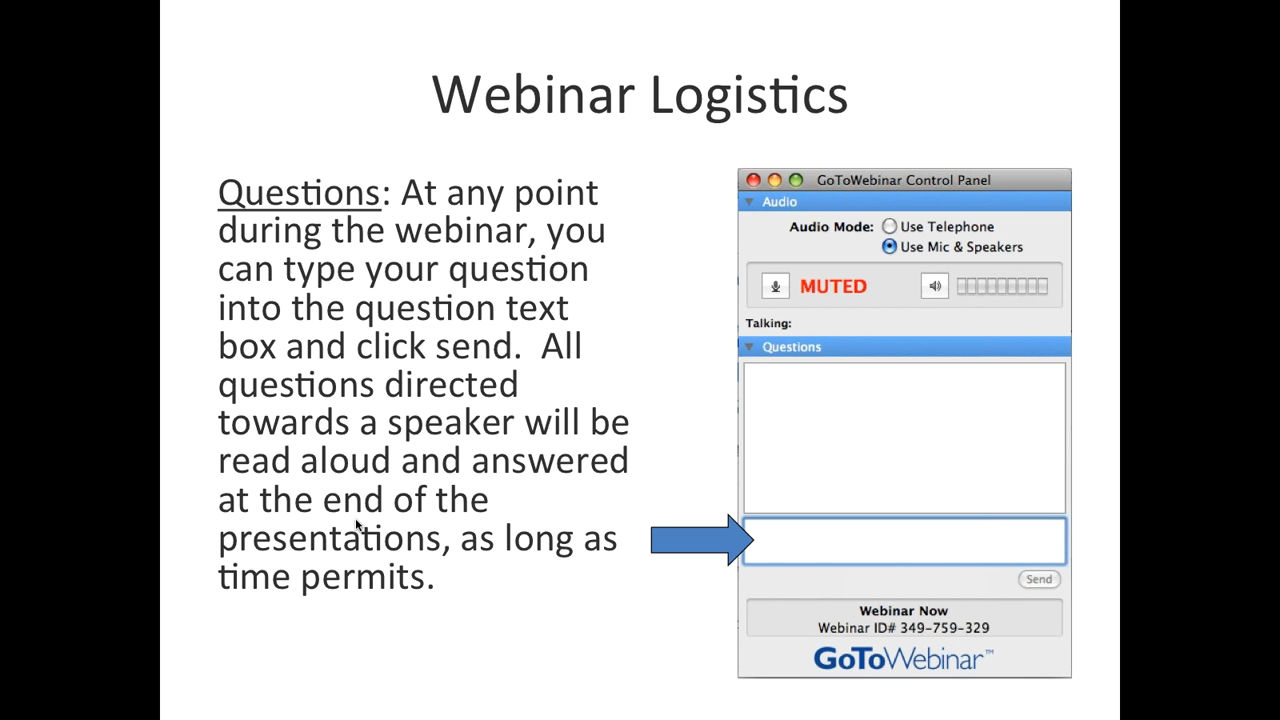 Webinar Logistics
Questions: At any point
during the webinar, you
can type your question
into the question text
box and click send.  All
questions directed
towards a speaker will be
read aloud and answered
at the end of the
presentations, as long as
time permits.
GoToWebinar Control Panel
Audio
Audio Mode: Use Telephone
Use Mic & Speakers
MUTED
Talking:
Questions
Send
Webinar Now
Webinar ID# 349-759-329
GoToWebinar™